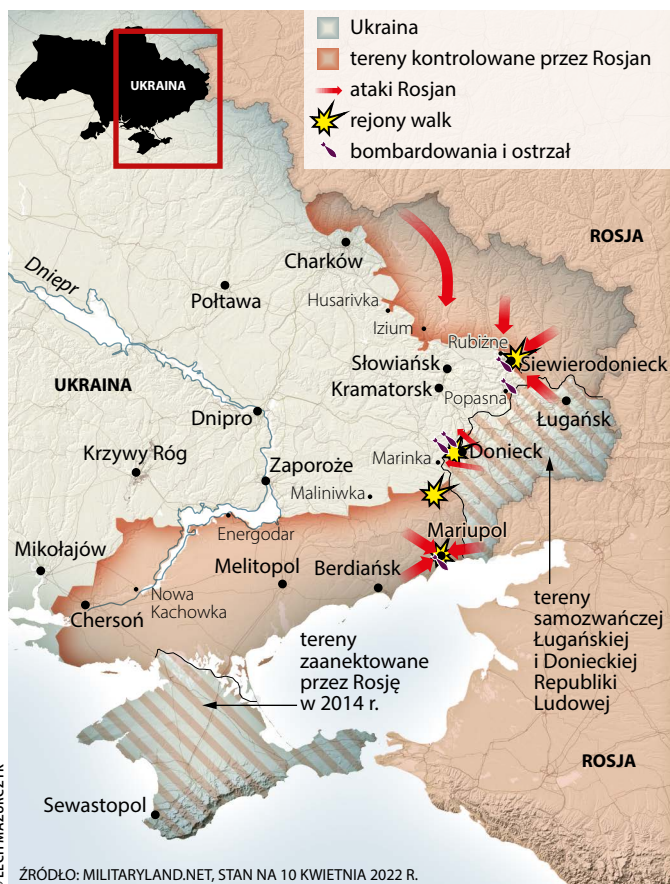 Ukraina
tereny kontrolowane przez Rosjan
ataki Rosjan
rejony walk
bombardowania i ostrzał
UKRAINA
ROSJA
Charków
Dniepr
Połtawa
Husarivka
Izium
Rubiżne
Siewierodonieck
Słowiańsk
UKRAINA
Kramatorsk
Popasna
Ługańsk
Dnipro
Donieck
Krzywy Róg
Marinka
Zaporoże
Maliniwka
Energodar
Mariupol
Mikołajów
Melitopol
Berdiańsk
Nowa
Kachowka
Chersoń
tereny
samozwańczej
Ługańskiej
i Donieckiej
Republiki
Ludowej
tereny
zaanektowane
przez Rosję
w 2014 r.
ROSJA
Sewastopol
LECH MAZURCZYK
ŹRÓDŁO: MILITARYLAND.NET, STAN NA 10 KWIETNIA 2022 R.